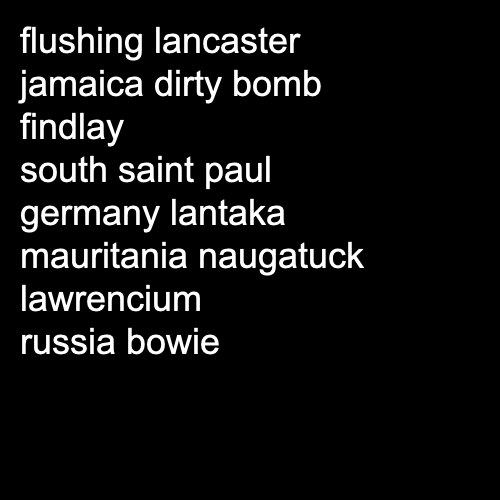 flushing lancaster
jamaica dirty bomb
findlay
south saint paul
germany lantaka
mauritania naugatuck
lawrencium
russia bowie